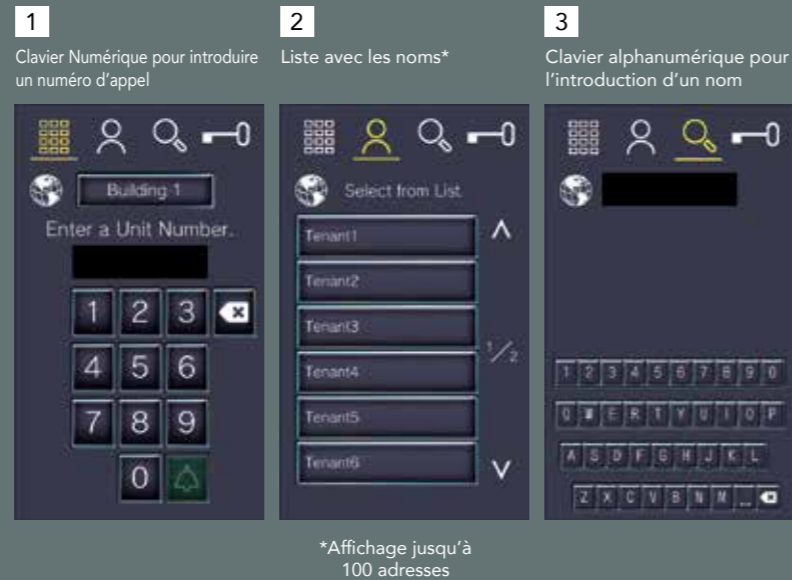 1
Clavier Numérique pour introduire
un numéro d'appel
Building 1
Enter a Unit Number.
1 2 3
4 5 6
7 8 9
0
2
Liste avec les noms*
Select from List
Tenant1
Tenant2
Tenant3
1/2
Tenant4
Tenant5
Tenant6
*Affichage jusqu'à
100 adresses
3
Clavier alphanumérique pour
l'introduction d'un nom
1 2 3 4 5 6 7 8 9 0
Q W E R T Y U I O P
A S D F G H J K L
Z X C V B N M _